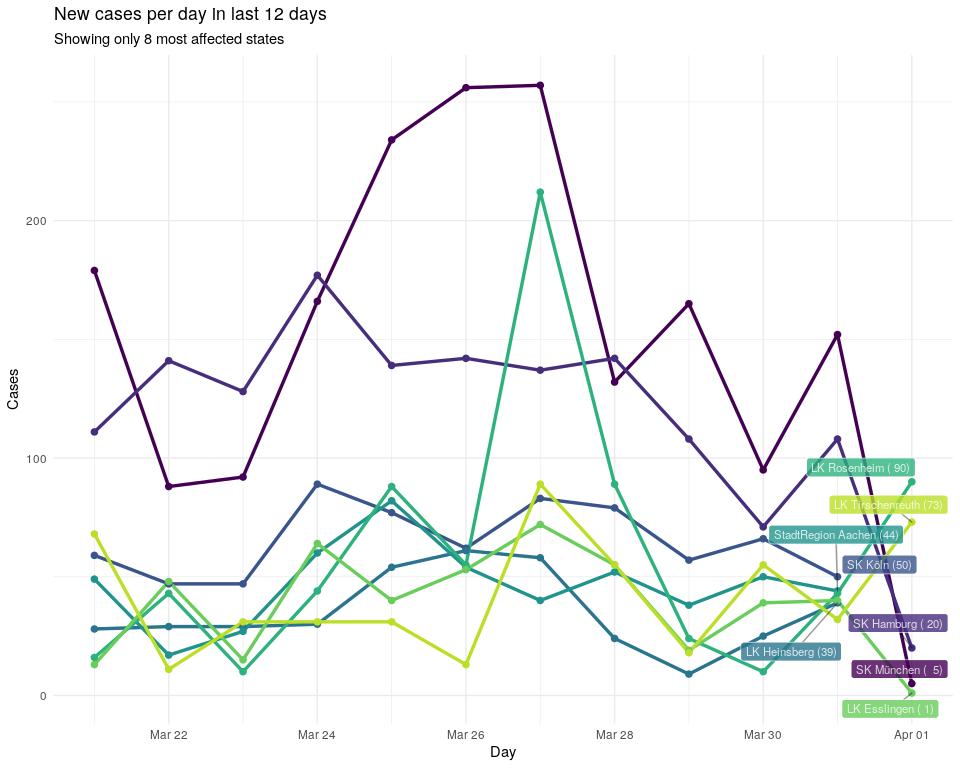 New cases per day in last 12 days
Showing only 8 most affected states
Cases
200
100
0
LK Rosenheim ( 90)
LK Tirschenreuth (73)
StadtRegion Aachen (44)
SK Köln (50)
SK Hamburg ( 20)
LK Heinsberg (39)
SK München (  5)
LK Esslingen ( 1)
Mar 22
Mar 24
Mar 26
Mar 28
Mar 30
Apr 01
Day